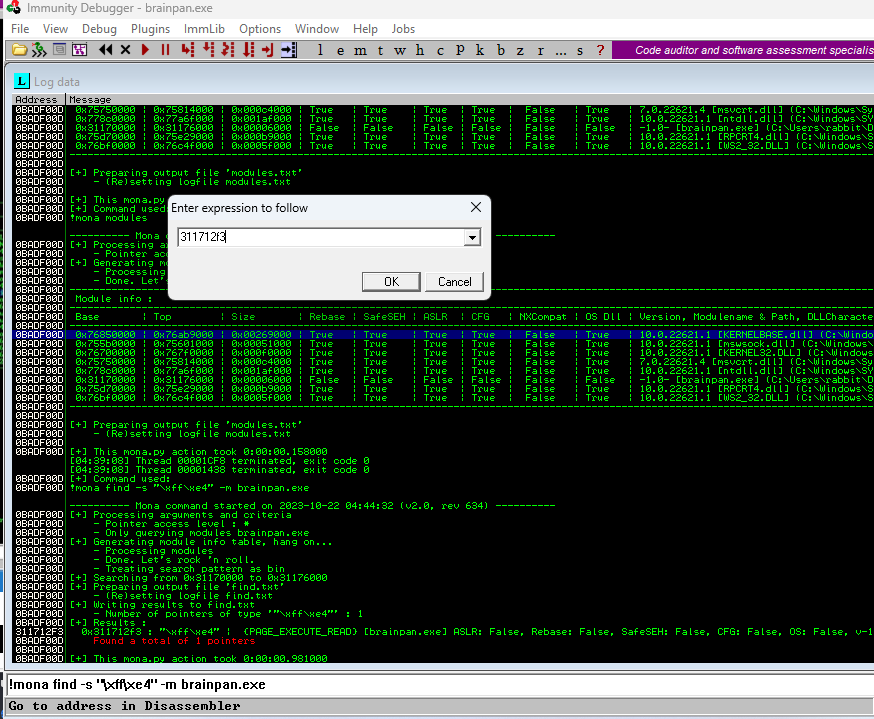 Immunity Debugger - brainpan.exe
File View Debug Plugins ImmLib Options Window Help Jobs
l e m t w h c P k b z r ... s ? Code auditor and software assessment specialis
L Log data
Address Message
0BADF00D 0x75750000 | 0x75814000 | 0x000c4000 | True | True | True | True | False | True | 7.0.22621.4 [msvcrt.dll] (C:\Windows\Sy
0BADF00D 0x778c0000 | 0x77a6f000 | 0x001af000 | True | True | True | True | False | True | 10.0.22621.1 [ntdll.dll] (C:\Windows\SYS
0BADF00D 0x31170000 | 0x31176000 | 0x00006000 | False | False | False | False | False | False | -1.0- [brainpan.exe] (C:\Users\rabbit\D
0BADF00D 0x75d70000 | 0x75e29000 | 0x000b9000 | True | True | True | True | False | True | 10.0.22621.1 [RPCRT4.dll] (C:\Windows\S
0BADF00D 0x76bf0000 | 0x76c4f000 | 0x0005f000 | True | True | True | True | False | True | 10.0.22621.1 [WS2_32.DLL] (C:\Windows\S
0BADF00D
0BADF00D
0BADF00D [+] Preparing output file 'modules.txt'
0BADF00D - (Re)setting logfile modules.txt
0BADF00D
0BADF00D [+] This mona.py
0BADF00D [+] Command used
0BADF00D !mona modules
Enter expression to follow
311712f3
OK Cancel
0BADF00D ---------- Mona c ----------
0BADF00D [+] Processing ar
0BADF00D - Pointer ac
0BADF00D [+] Generating mo
0BADF00D - Processing
0BADF00D - Done. Let'
0BADF00D
0BADF00D Module info :
0BADF00D
0BADF00D Base | Top | Size | Rebase | SafeSEH | ASLR | CFG | NXCompat | OS Dll | Version, Modulename & Path, DLLCharacte
0BADF00D
0BADF00D 0x76850000 | 0x76ab9000 | 0x00269000 | True | True | True | True | False | True | 10.0.22621.1 [KERNELBASE.dll] (C:\Windo
0BADF00D 0x755b0000 | 0x75601000 | 0x00051000 | True | True | True | True | False | True | 10.0.22621.1 [mswsock.dll] (C:\Windows\
0BADF00D 0x76700000 | 0x767f0000 | 0x000f0000 | True | True | True | True | False | True | 10.0.22621.1 [KERNEL32.DLL] (C:\Windows
0BADF00D 0x75750000 | 0x75814000 | 0x000c4000 | True | True | True | True | False | True | 7.0.22621.4 [msvcrt.dll] (C:\Windows\Sy
0BADF00D 0x778c0000 | 0x77a6f000 | 0x001af000 | True | True | True | True | False | True | 10.0.22621.1 [ntdll.dll] (C:\Windows\SYS
0BADF00D 0x31170000 | 0x31176000 | 0x00006000 | False | False | False | False | False | False | -1.0- [brainpan.exe] (C:\Users\rabbit\D
0BADF00D 0x75d70000 | 0x75e29000 | 0x000b9000 | True | True | True | True | False | True | 10.0.22621.1 [RPCRT4.dll] (C:\Windows\S
0BADF00D 0x76bf0000 | 0x76c4f000 | 0x0005f000 | True | True | True | True | False | True | 10.0.22621.1 [WS2_32.DLL] (C:\Windows\S
0BADF00D
0BADF00D
0BADF00D [+] Preparing output file 'modules.txt'
0BADF00D - (Re)setting logfile modules.txt
0BADF00D
0BADF00D [+] This mona.py action took 0:00:00.158000
[04:39:08] Thread 00001CF8 terminated, exit code 0
[04:39:08] Thread 00001438 terminated, exit code 0
0BADF00D [+] Command used:
0BADF00D !mona find -s "\xff\xe4" -m brainpan.exe
0BADF00D ---------- Mona command started on 2023-10-22 04:44:32 (v2.0, rev 634) ----------
0BADF00D [+] Processing arguments and criteria
0BADF00D - Pointer access level : *
0BADF00D - Only querying modules brainpan.exe
0BADF00D [+] Generating module info table, hang on...
0BADF00D - Processing modules
0BADF00D - Done. Let's rock 'n roll.
0BADF00D - Treating search pattern as bin
0BADF00D [+] Searching from 0x31170000 to 0x31176000
0BADF00D [+] Preparing output file 'find.txt'
0BADF00D - (Re)setting logfile find.txt
0BADF00D [+] Writing results to find.txt
0BADF00D - Number of pointers of type '"\xff\xe4"' : 1
0BADF00D [+] Results :
311712F3 0x311712f3 : "\xff\xe4" | {PAGE_EXECUTE_READ} [brainpan.exe] ASLR: False, Rebase: False, SafeSEH: False, CFG: False, OS: False, v-1
0BADF00D Found a total of 1 pointers
0BADF00D
0BADF00D [+] This mona.py action took 0:00:00.981000
!mona find -s "\xff\xe4" -m brainpan.exe
Go to address in Disassembler